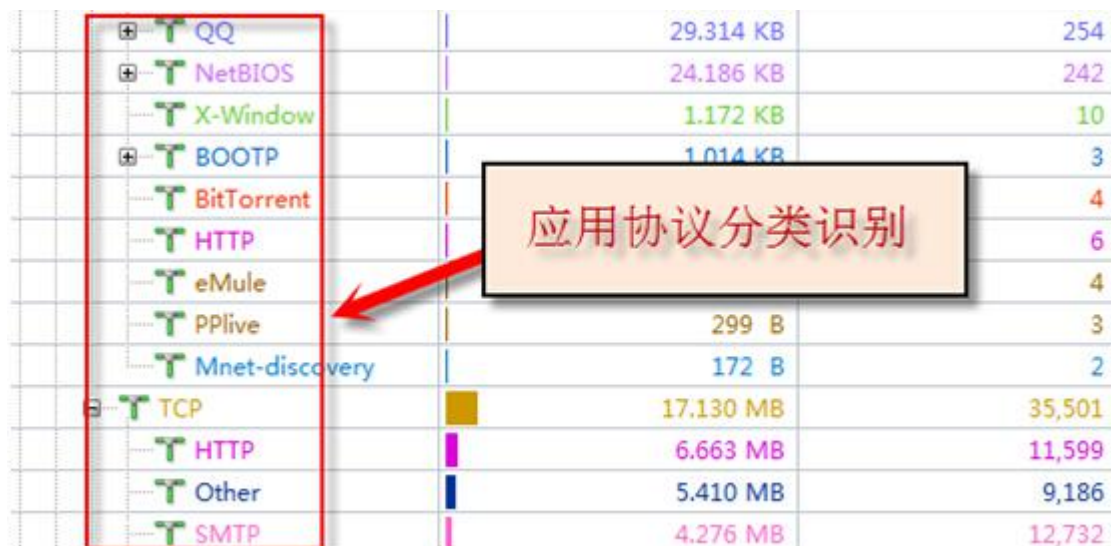 QQ 29.314 KB 254
NetBIOS 24.186 KB 242
X-Window 1.172 KB 10
BOOTP 1.014 KB 3
BitTorrent 4
HTTP 6
eMule 4
应用协议分类识别
PPlive 299 B 3
Mnet-discovery 172 B 2
TCP 17.130 MB 35,501
HTTP 6.663 MB 11,599
Other 5.410 MB 9,186
SMTP 4.276 MB 12,732